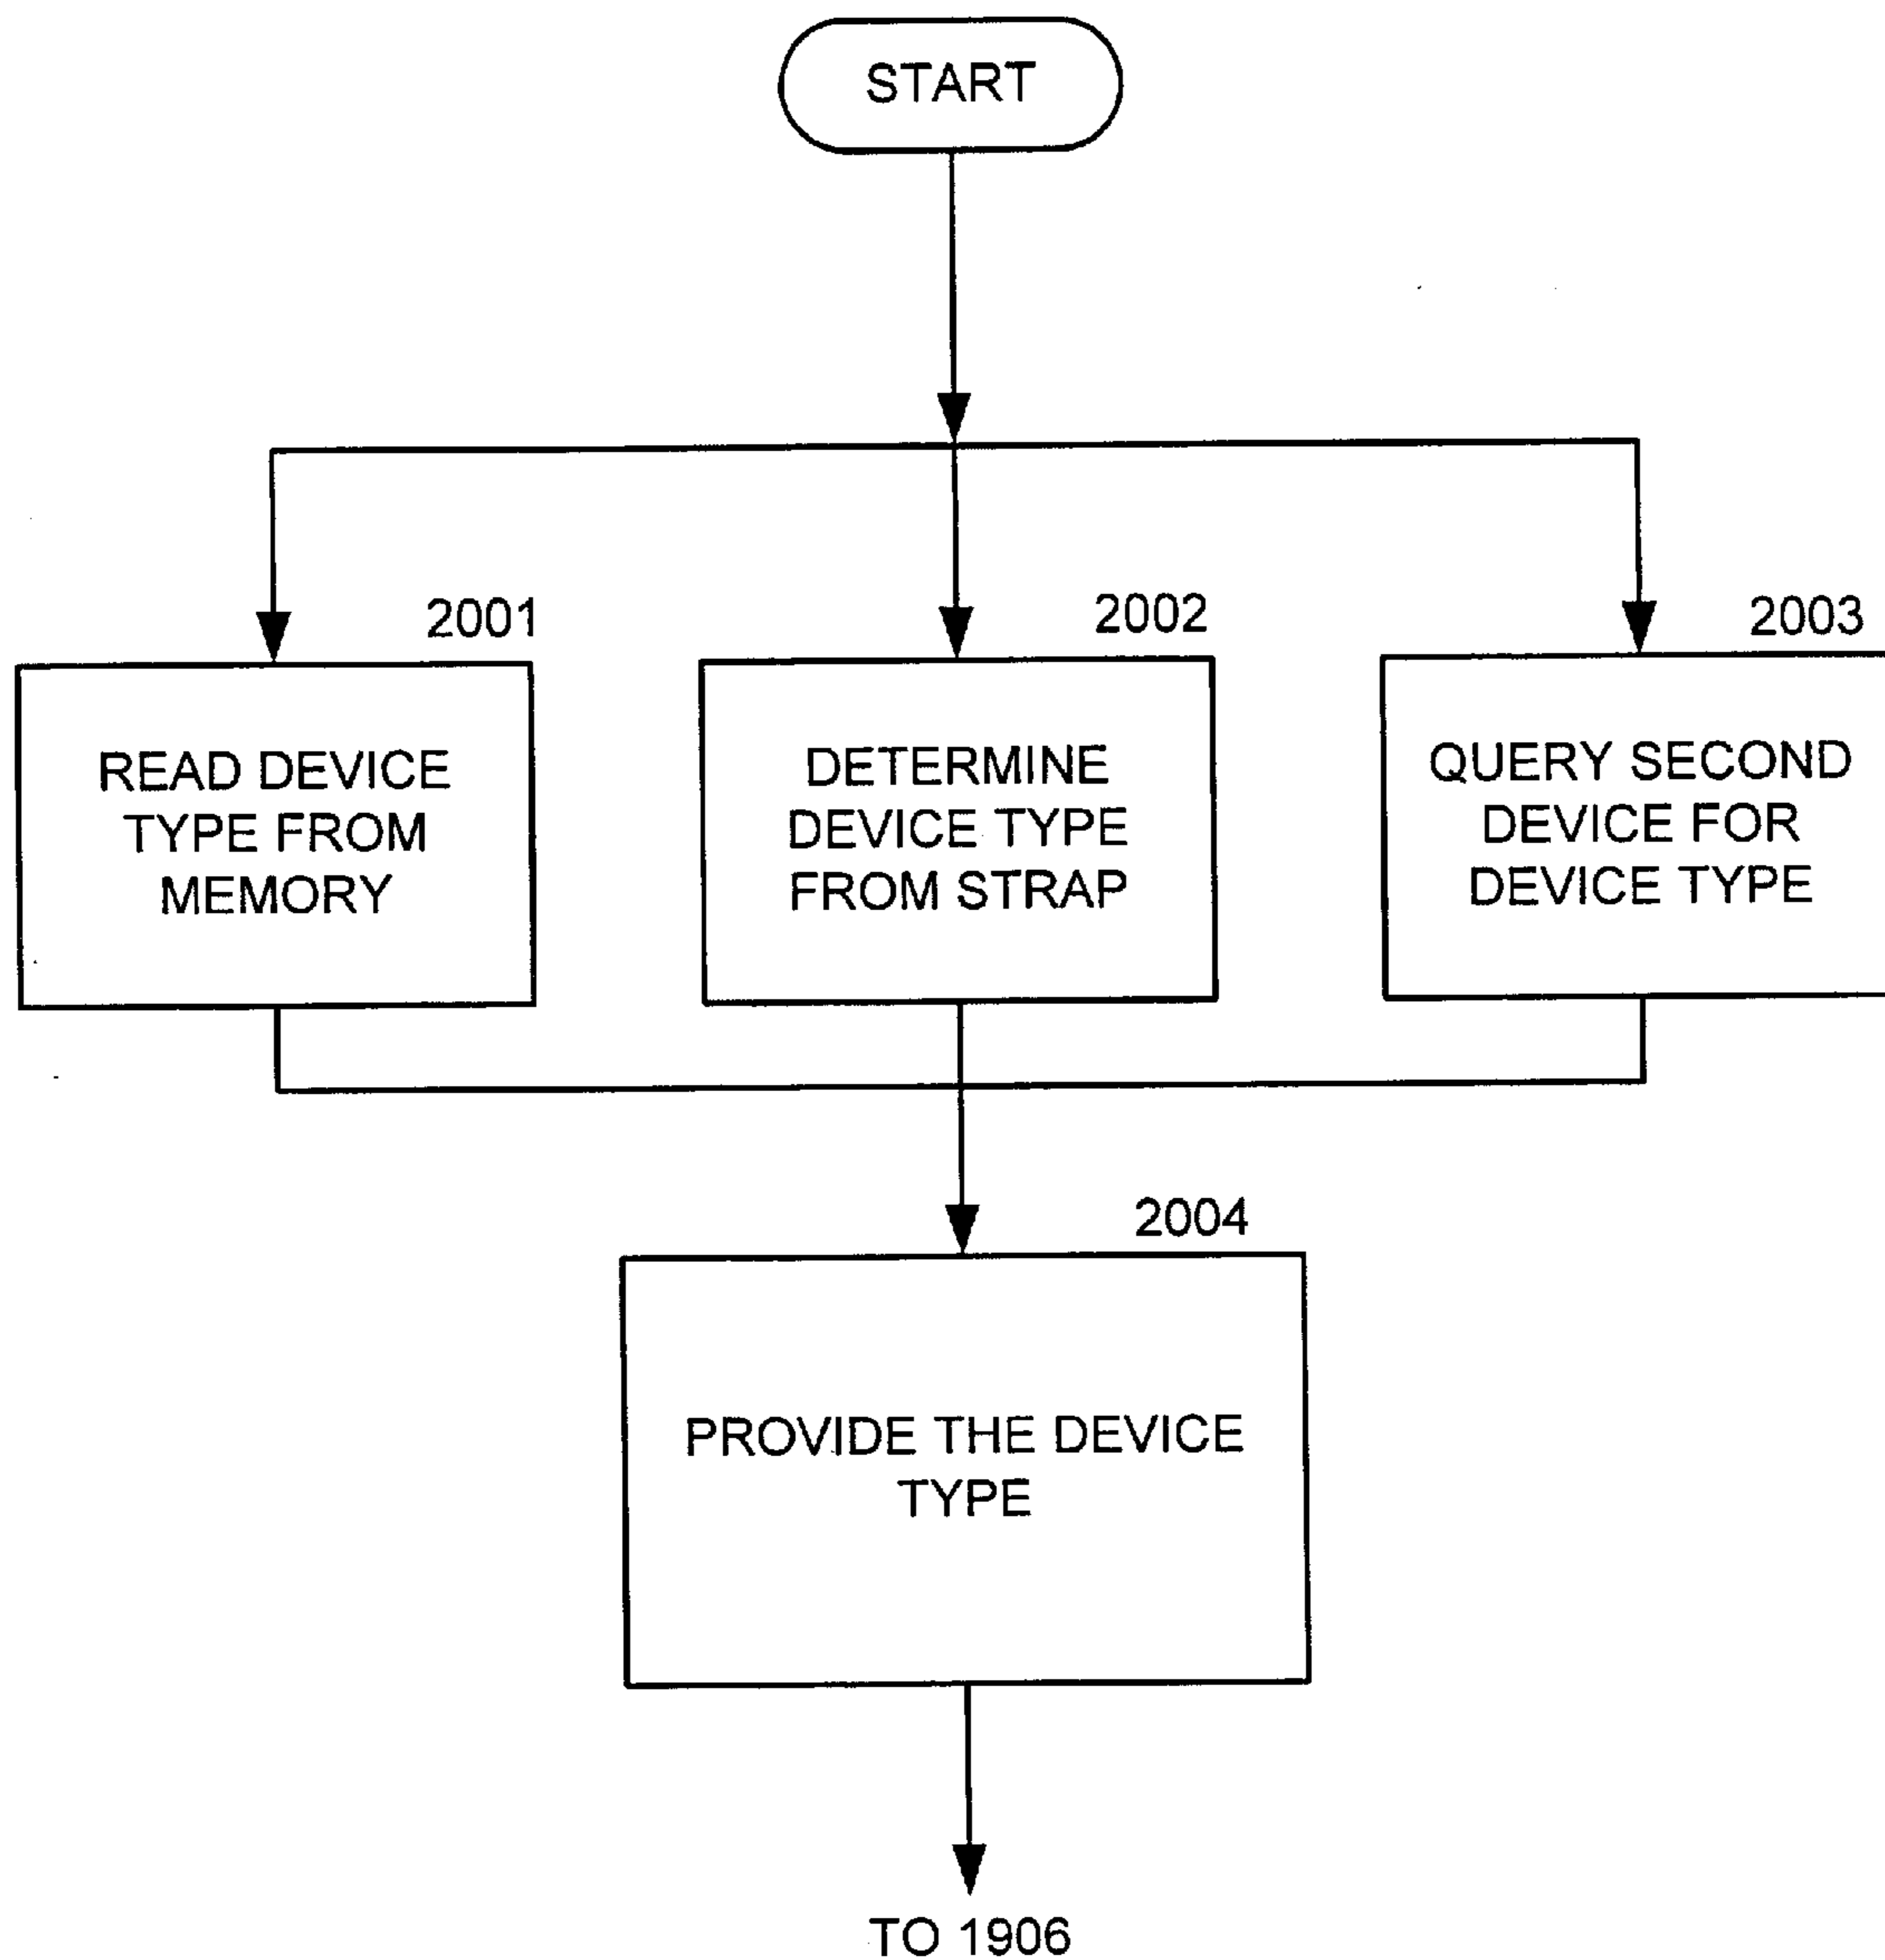 START
2001
READ DEVICE
TYPE FROM
MEMORY
2002
DETERMINE
DEVICE TYPE
FROM STRAP
2003
QUERY SECOND
DEVICE FOR
DEVICE TYPE
2004
PROVIDE THE DEVICE
TYPE
TO 1906